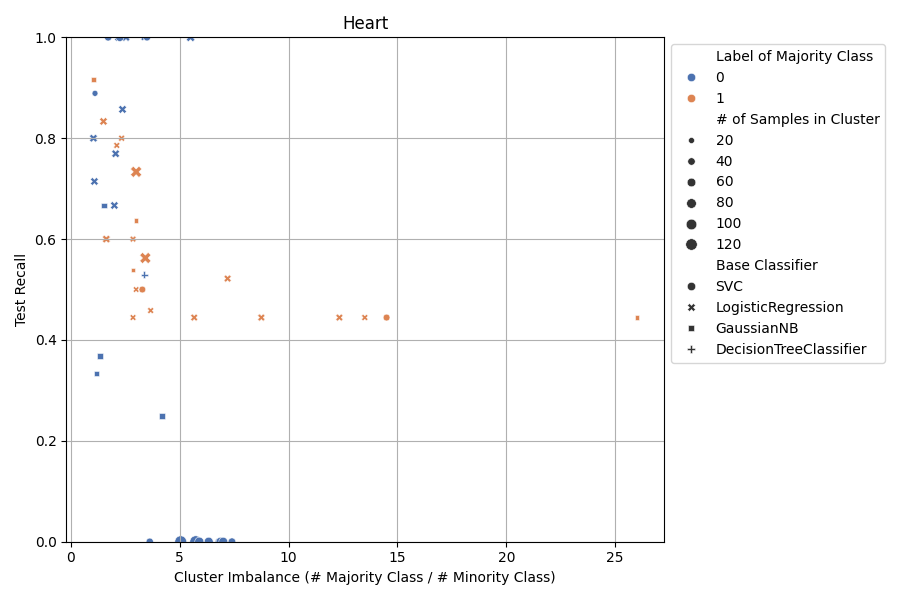 Heart
1.0
0.8
0.6
0.4
0.2
0.0
Test Recall
0 5 10 15 20 25
Cluster Imbalance (# Majority Class / # Minority Class)
Label of Majority Class
0
1
# of Samples in Cluster
20
40
60
80
100
120
Base Classifier
SVC
LogisticRegression
GaussianNB
DecisionTreeClassifier